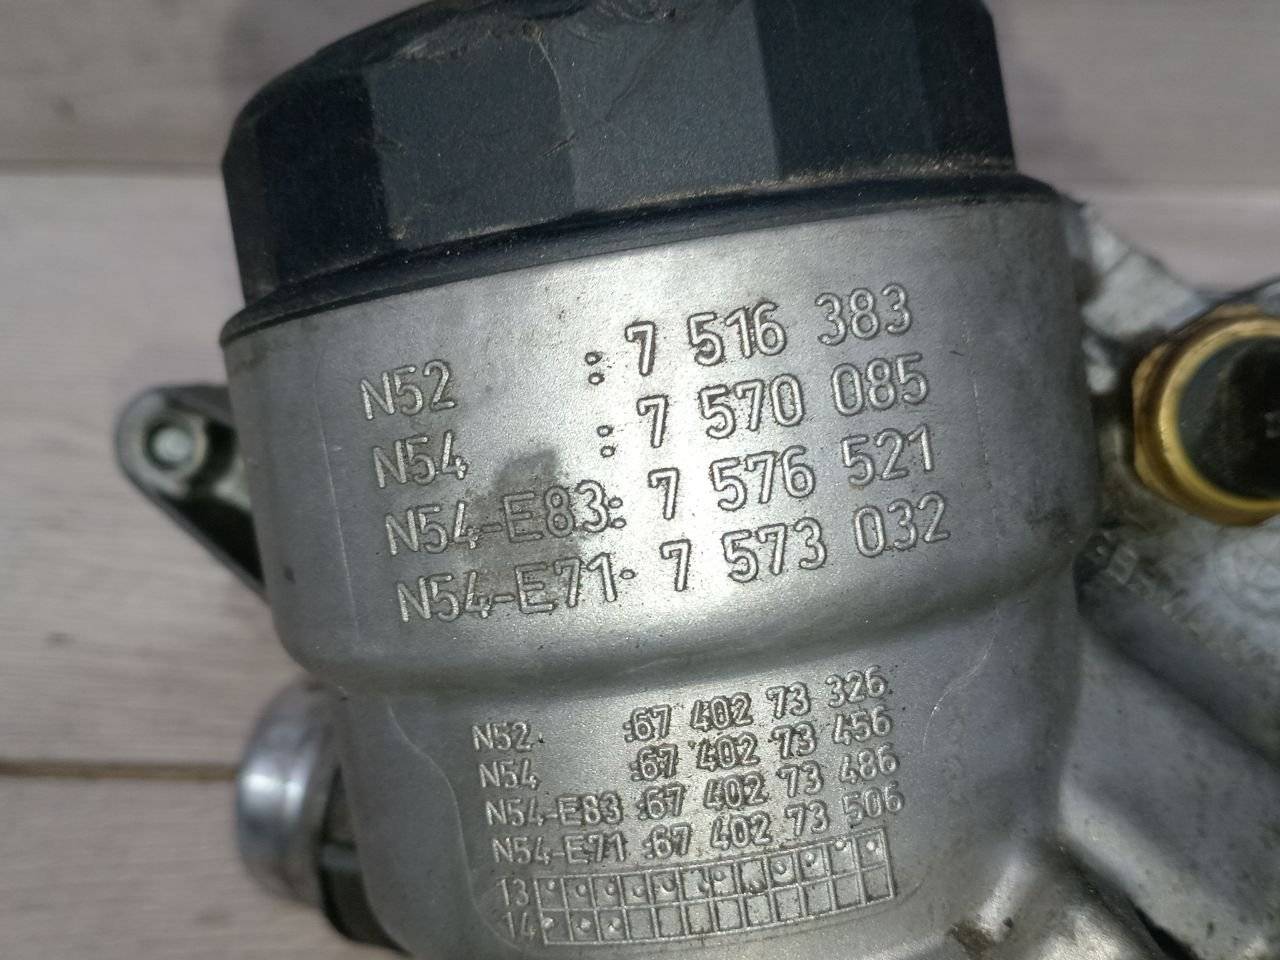 N52 : 7 516 383
N54 : 7 570 085
N54-E83: 7 576 521
N54-E71: 7 573 032
N52 :67 402 73 326
N54 :67 402 73 456
N54-E83 :67 402 73 486
N54-E71 :67 402 73 506
13
14